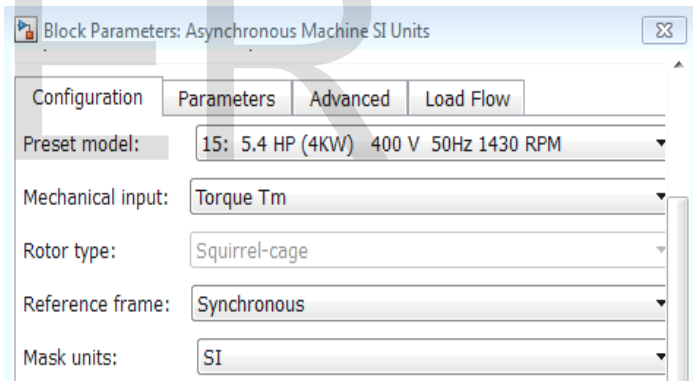 Block Parameters: Asynchronous Machine SI Units
Configuration Parameters Advanced Load Flow
Preset model: 15: 5.4 HP (4KW) 400 V 50Hz 1430 RPM
Mechanical input: Torque Tm
Rotor type: Squirrel-cage
Reference frame: Synchronous
Mask units: SI